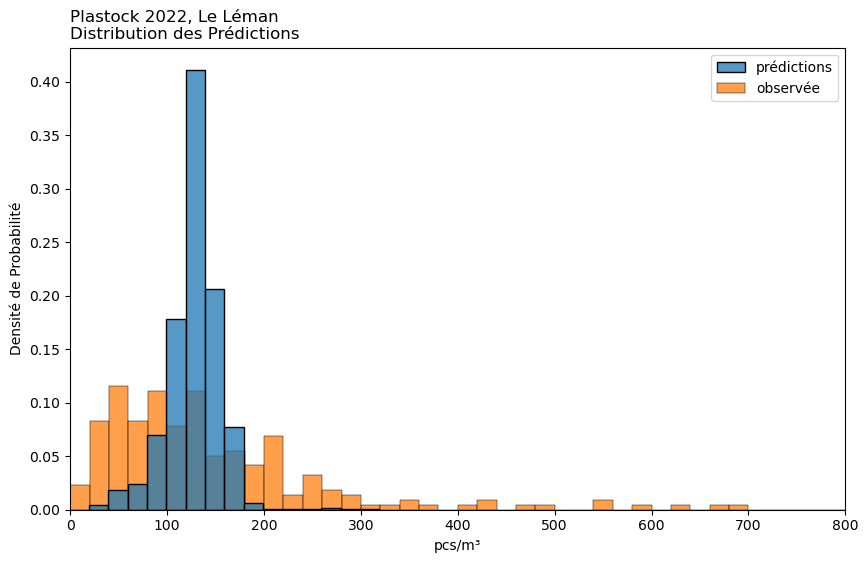 Plastock 2022, Le Léman
Distribution des Prédictions
prédictions
observée
Densité de Probabilité
0.40
0.35
0.30
0.25
0.20
0.15
0.10
0.05
0.00
0 100 200 300 400 500 600 700 800
pcs/m³